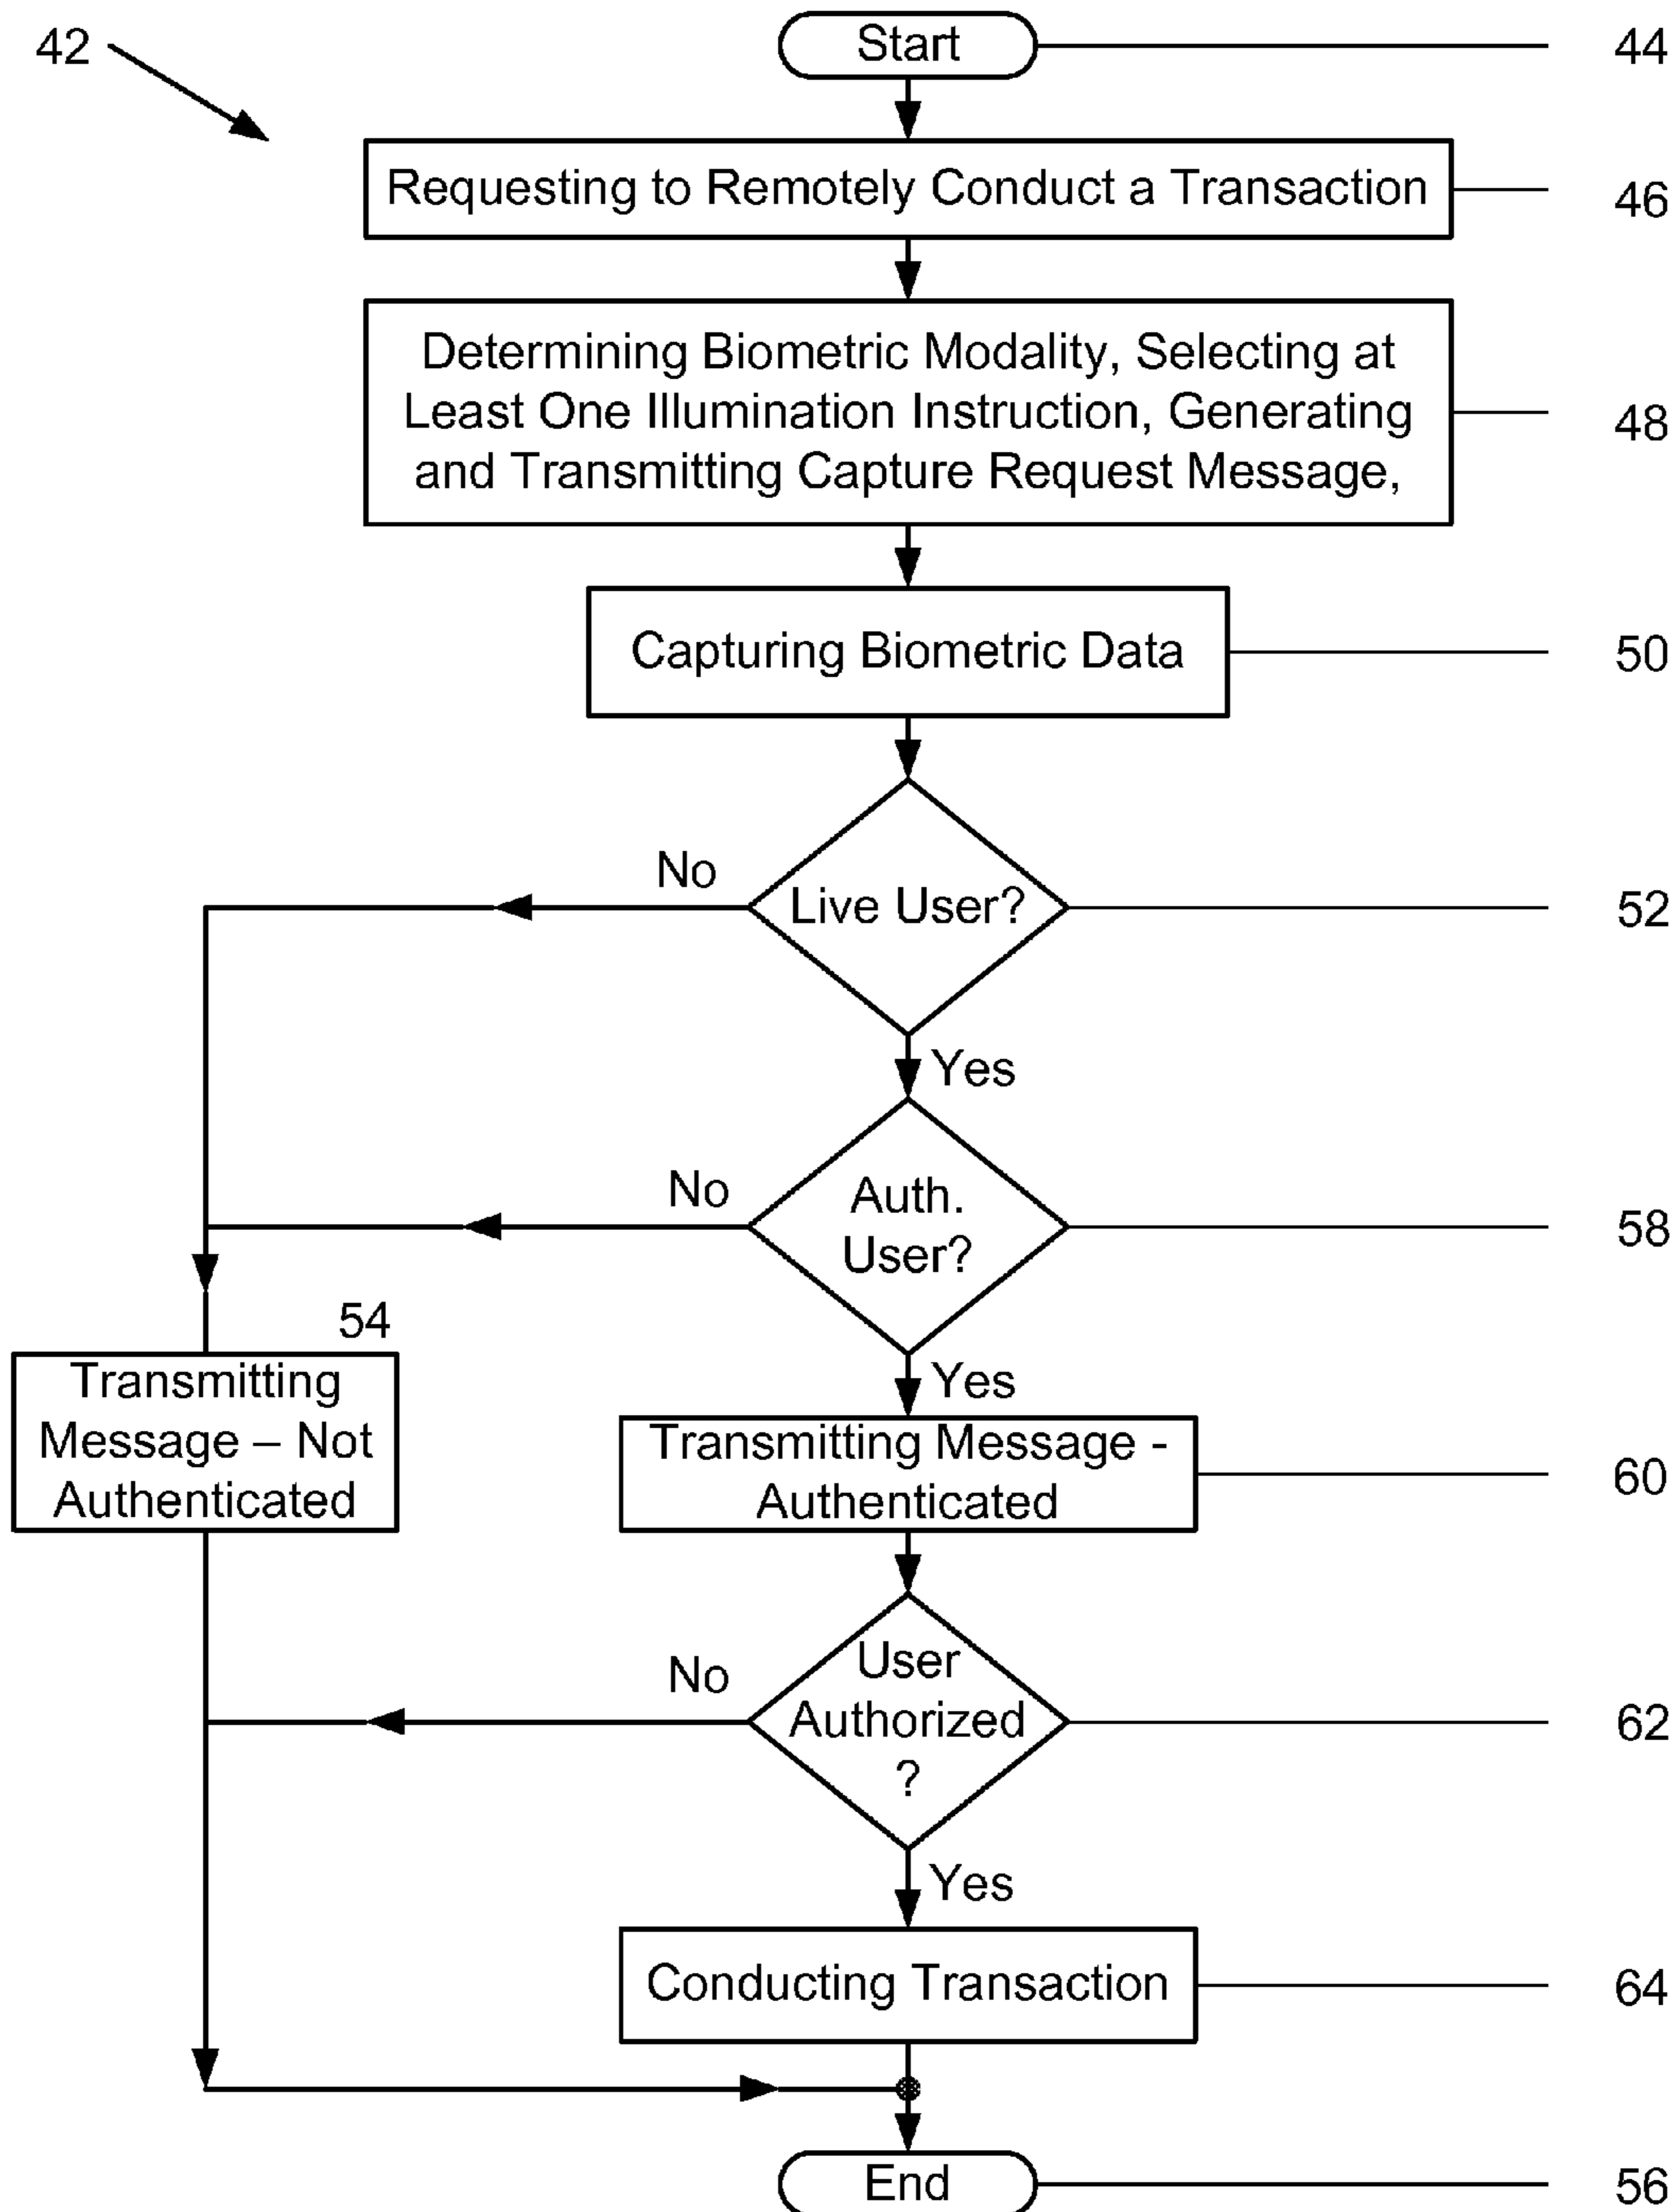 42
Start
44
Requesting to Remotely Conduct a Transaction
46
Determining Biometric Modality, Selecting at
Least One Illumination Instruction, Generating
and Transmitting Capture Request Message,
48
Capturing Biometric Data
50
No
Live User?
52
Yes
No
Auth.
User?
58
54
Transmitting
Message – Not
Authenticated
Yes
Transmitting Message -
Authenticated
60
No
User
Authorized
?
62
Yes
Conducting Transaction
64
End
56